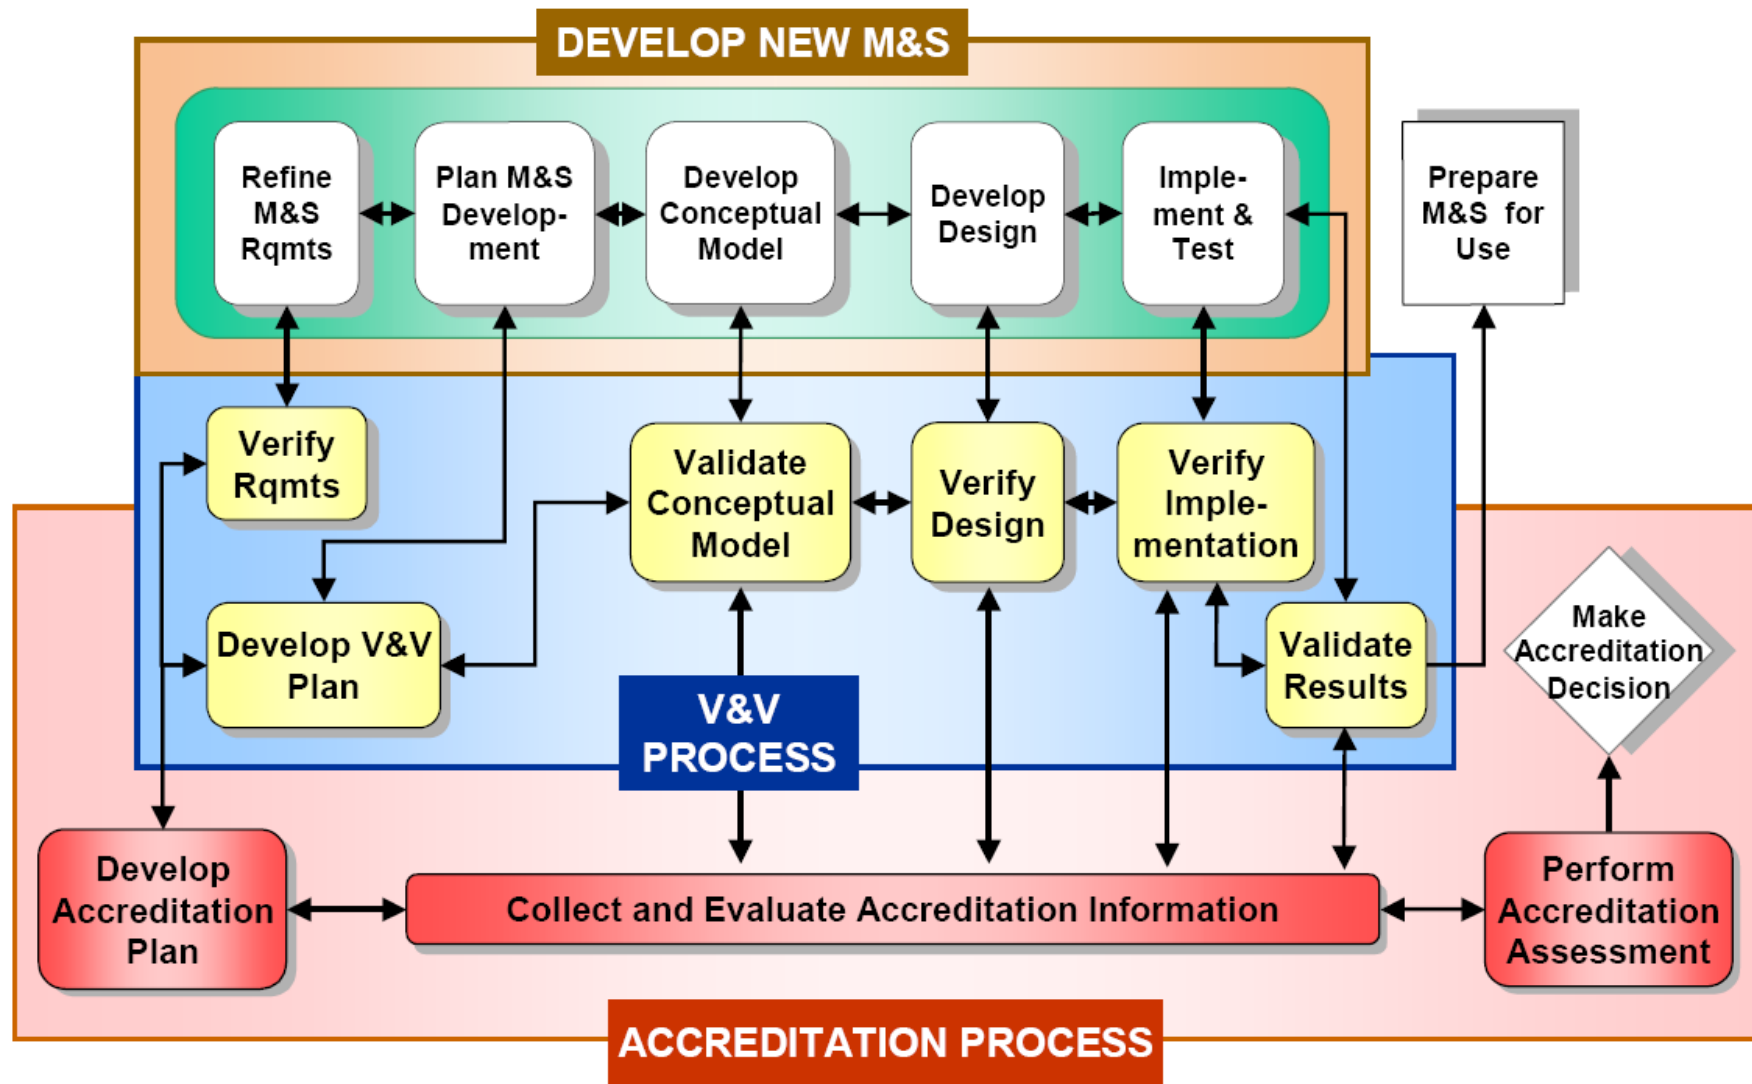 DEVELOP NEW M&S
Refine
M&S
Rqmts
Plan M&S
Develop-
ment
Develop
Conceptual
Model
Develop
Design
Imple-
ment &
Test
Prepare
M&S for
Use
Verify
Rqmts
Validate
Conceptual
Model
Verify
Design
Verify
Imple-
mentation
Develop V&V
Plan
Validate
Results
Make
Accreditation
Decision
V&V
PROCESS
Develop
Accreditation
Plan
Collect and Evaluate Accreditation Information
Perform
Accreditation
Assessment
ACCREDITATION PROCESS